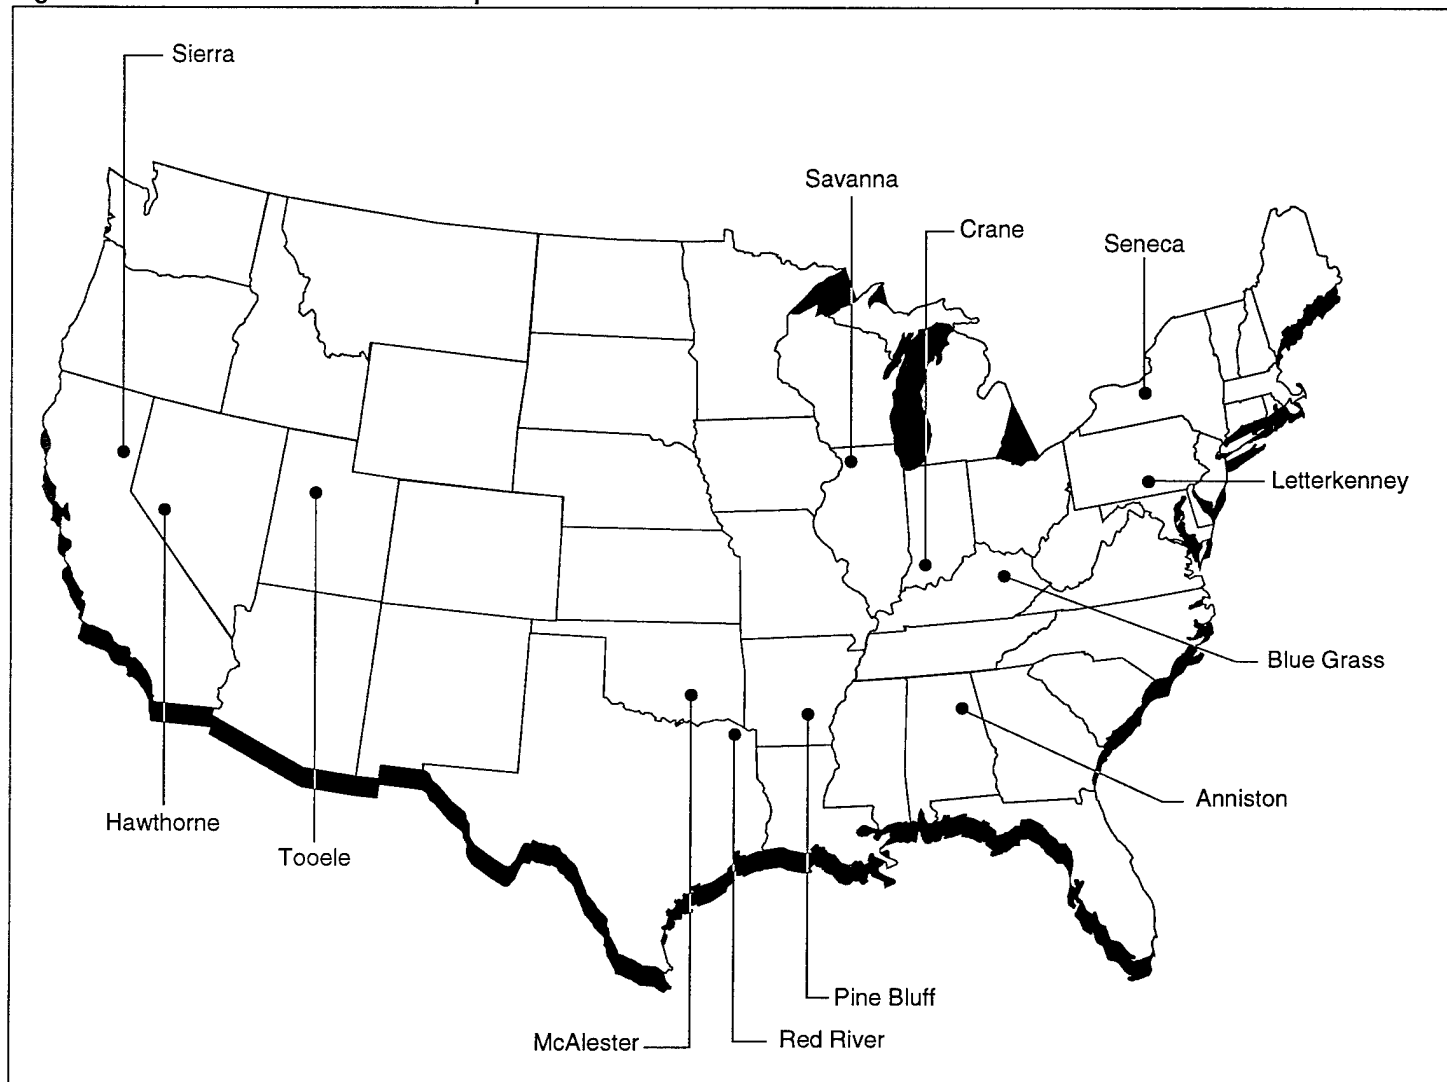 Sierra
Savanna
Crane
Seneca
Letterkenney
Blue Grass
Anniston
Hawthorne
Tooele
Pine Bluff
McAlester
Red River